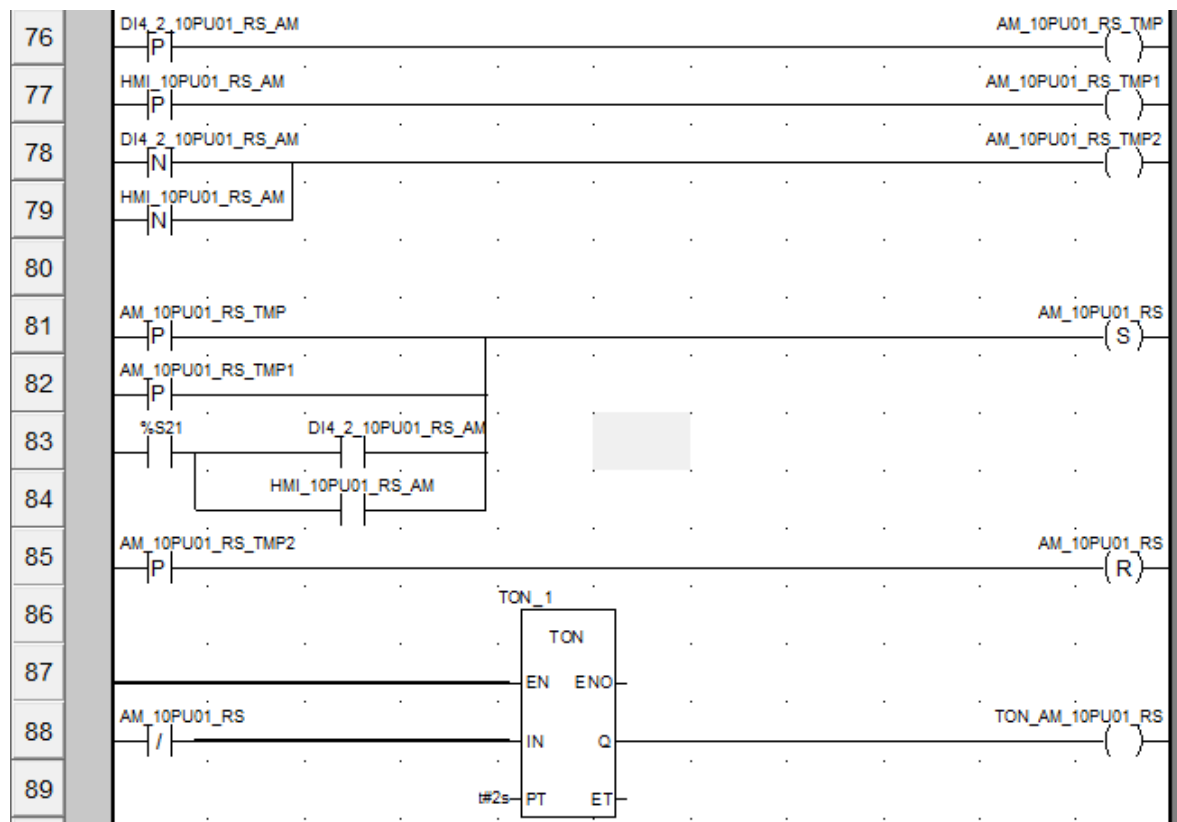 76
DI4_2_10PU01_RS_AM
AM_10PU01_RS_TMP
P
77
HMI_10PU01_RS_AM
AM_10PU01_RS_TMP1
P
78
DI4_2_10PU01_RS_AM
AM_10PU01_RS_TMP2
N
79
HMI_10PU01_RS_AM
N
80
81
AM_10PU01_RS_TMP
AM_10PU01_RS
P
S
82
AM_10PU01_RS_TMP1
P
83
%S21
DI4_2_10PU01_RS_AM
84
HMI_10PU01_RS_AM
85
AM_10PU01_RS_TMP2
AM_10PU01_RS
P
R
86
TON_1
TON
87
EN ENO
88
AM_10PU01_RS
TON_AM_10PU01_RS
/
IN Q
89
t#2s
PT ET